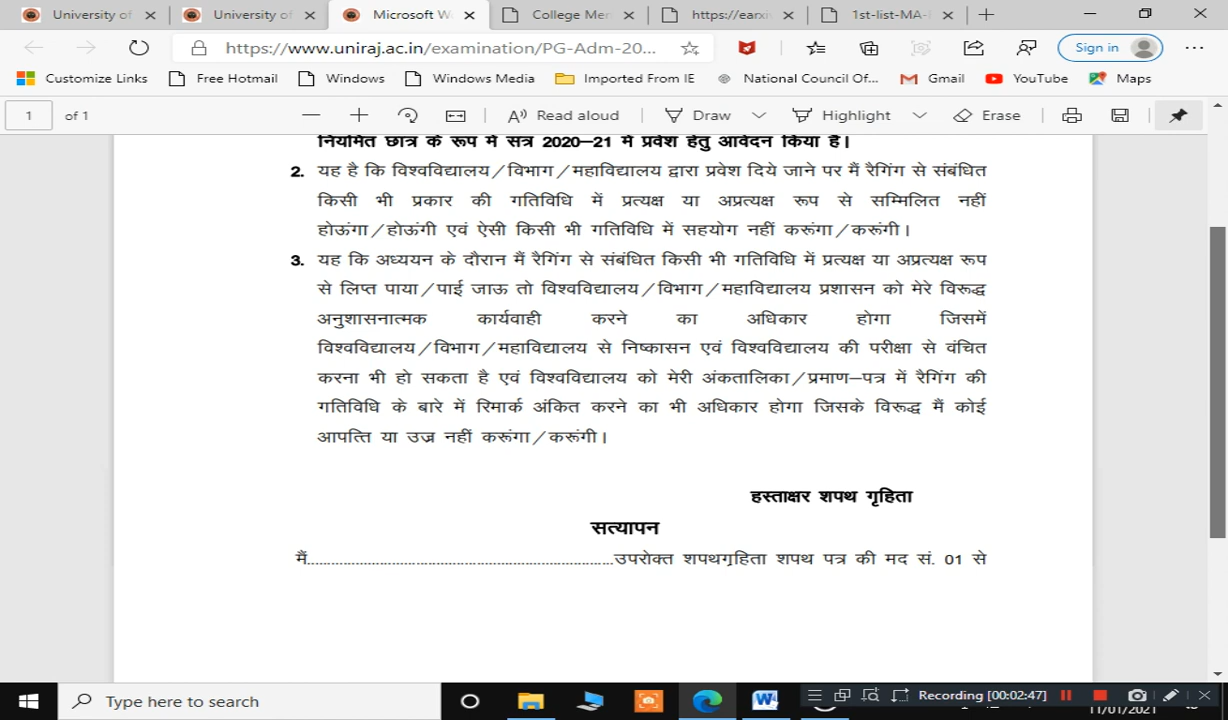 University of
University of
Microsoft W
College Mer
https://earxi
1st-list-MA-
https://www.uniraj.ac.in/examination/PG-Adm-20...
Sign in
Customize Links
Free Hotmail
Windows
Windows Media
Imported From IE
National Council Of...
Gmail
YouTube
Maps
1 of 1
Read aloud
Draw
Highlight
Erase
नियमित छात्र के रूप में सत्र 2020–21 में प्रवेश हेतु आवेदन किया है।
2. यह है कि विश्वविद्यालय/विभाग/महाविद्यालय द्वारा प्रवेश दिये जाने पर मैं रैगिंग से संबंधित
किसी भी प्रकार की गतिविधि में प्रत्यक्ष या अप्रत्यक्ष रूप से सम्मिलित नहीं
होऊंगा/होऊंगी एवं ऐसी किसी भी गतिविधि में सहयोग नहीं करूंगा/करूंगी।
3. यह कि अध्ययन के दौरान मैं रैगिंग से संबंधित किसी भी गतिविधि में प्रत्यक्ष या अप्रत्यक्ष रूप
से लिप्त पाया/पाई जाऊ तो विश्वविद्यालय/विभाग/महाविद्यालय प्रशासन को मेरे विरूद्ध
अनुशासनात्मक कार्यवाही करने का अधिकार होगा जिसमें
विश्वविद्यालय/विभाग/महाविद्यालय से निष्कासन एवं विश्वविद्यालय की परीक्षा से वंचित
करना भी हो सकता है एवं विश्वविद्यालय को मेरी अंकतालिका/प्रमाण–पत्र में रैगिंग की
गतिविधि के बारे में रिमार्क अंकित करने का भी अधिकार होगा जिसके विरूद्ध मैं कोई
आपत्ति या उज्र नहीं करूंगा/करूंगी।
हस्ताक्षर शपथ गृहिता
सत्यापन
मैं.............................................................................उपरोक्त शपथगृहिता शपथ पत्र की मद सं. 01 से
Type here to search
Recording [00:02:47]
11/01/2021